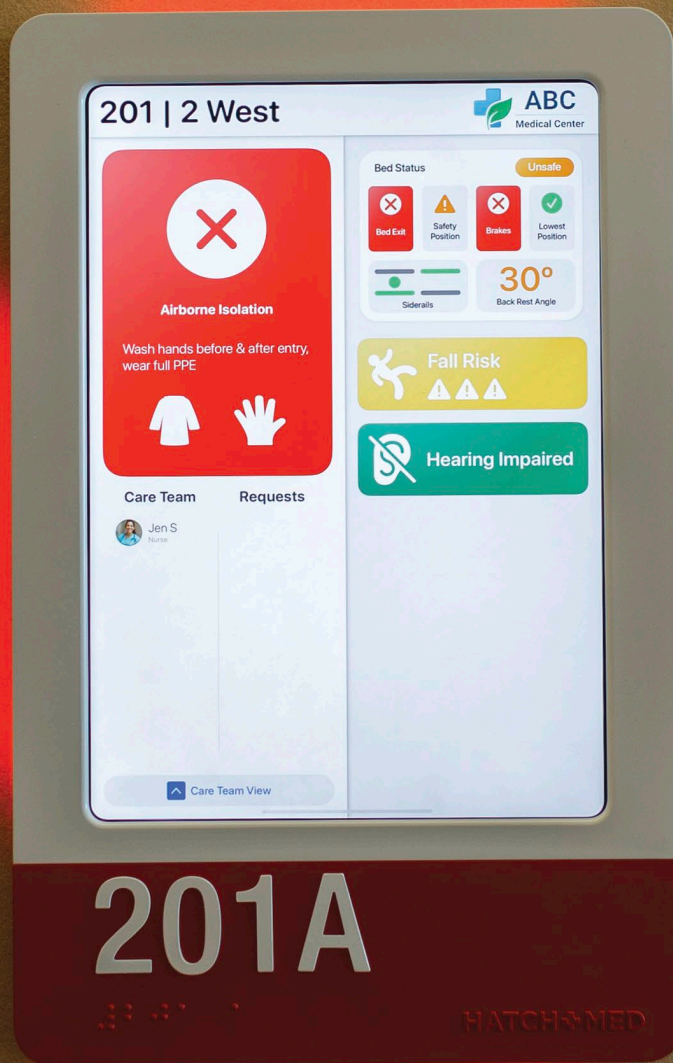 201 | 2 West
ABC
Medical Center
Airborne Isolation
Wash hands before & after entry,
wear full PPE
Care Team
Requests
Jen S
Nurse
Care Team View
Bed Status
Unsafe
Bed Exit
Safety
Position
Brakes
Lowest
Position
Siderails
30°
Back Rest Angle
Fall Risk
Hearing Impaired
201A
HATCH MED